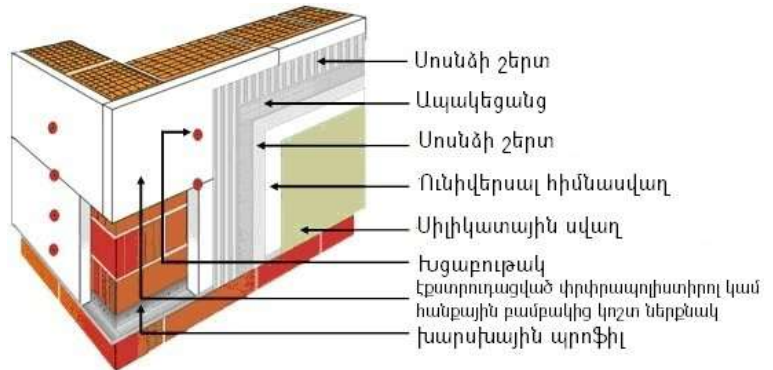 Սոսնձի շերտ
Ապակեցանց
Սոսնձի շերտ
Ունիվերսալ հիմնասվաղ
Սիլիկատային սվաղ
Խցաբութակ
էքստրուդացված փրփրապոլիստիրոլ կամ
հանքային բամբակից կոշտ ներքնակ
խարսխային պրոֆիլ